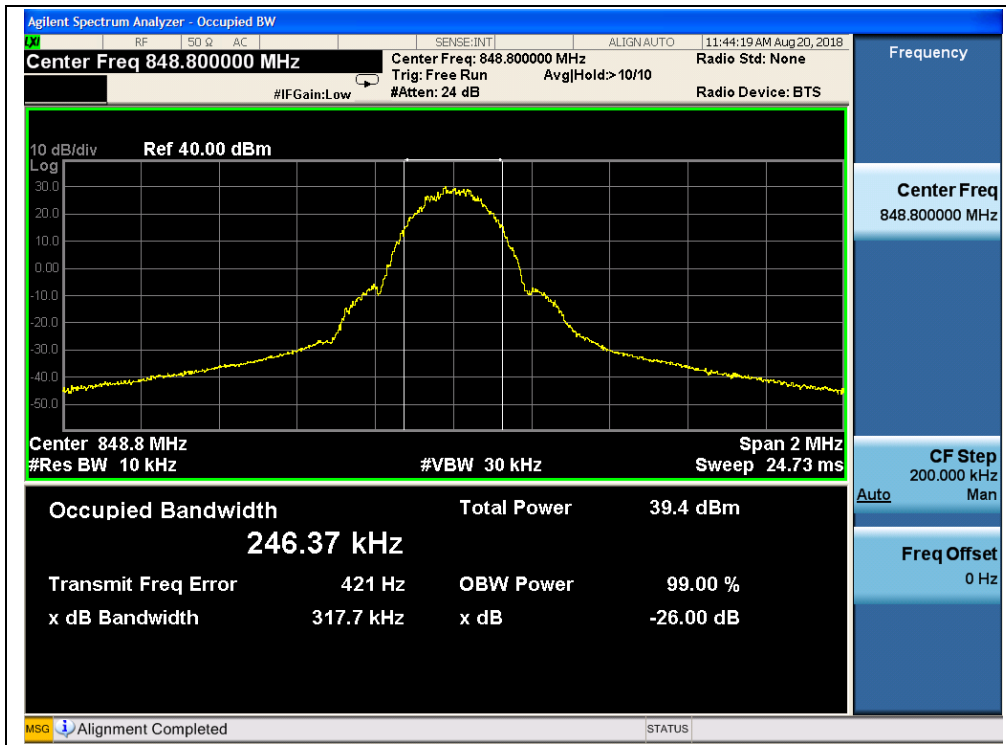 Agilent Spectrum Analyzer - Occupied BW
LXI RF 50 Ω AC SENSE:INT ALIGN AUTO 11:44:19 AM Aug 20, 2018
Center Freq 848.800000 MHz Center Freq: 848.800000 MHz Radio Std: None
Trig: Free Run Avg|Hold:>10/10
#IFGain:Low #Atten: 24 dB Radio Device: BTS
10 dB/div Ref 40.00 dBm
Log
30.0
20.0
10.0
0.00
-10.0
-20.0
-30.0
-40.0
-50.0
Center 848.8 MHz Span 2 MHz
#Res BW 10 kHz #VBW 30 kHz Sweep 24.73 ms
Occupied Bandwidth Total Power 39.4 dBm
246.37 kHz
Transmit Freq Error 421 Hz OBW Power 99.00 %
x dB Bandwidth 317.7 kHz x dB -26.00 dB
MSG Alignment Completed STATUS
Frequency
Center Freq
848.800000 MHz
CF Step
200.000 kHz
Auto Man
Freq Offset
0 Hz